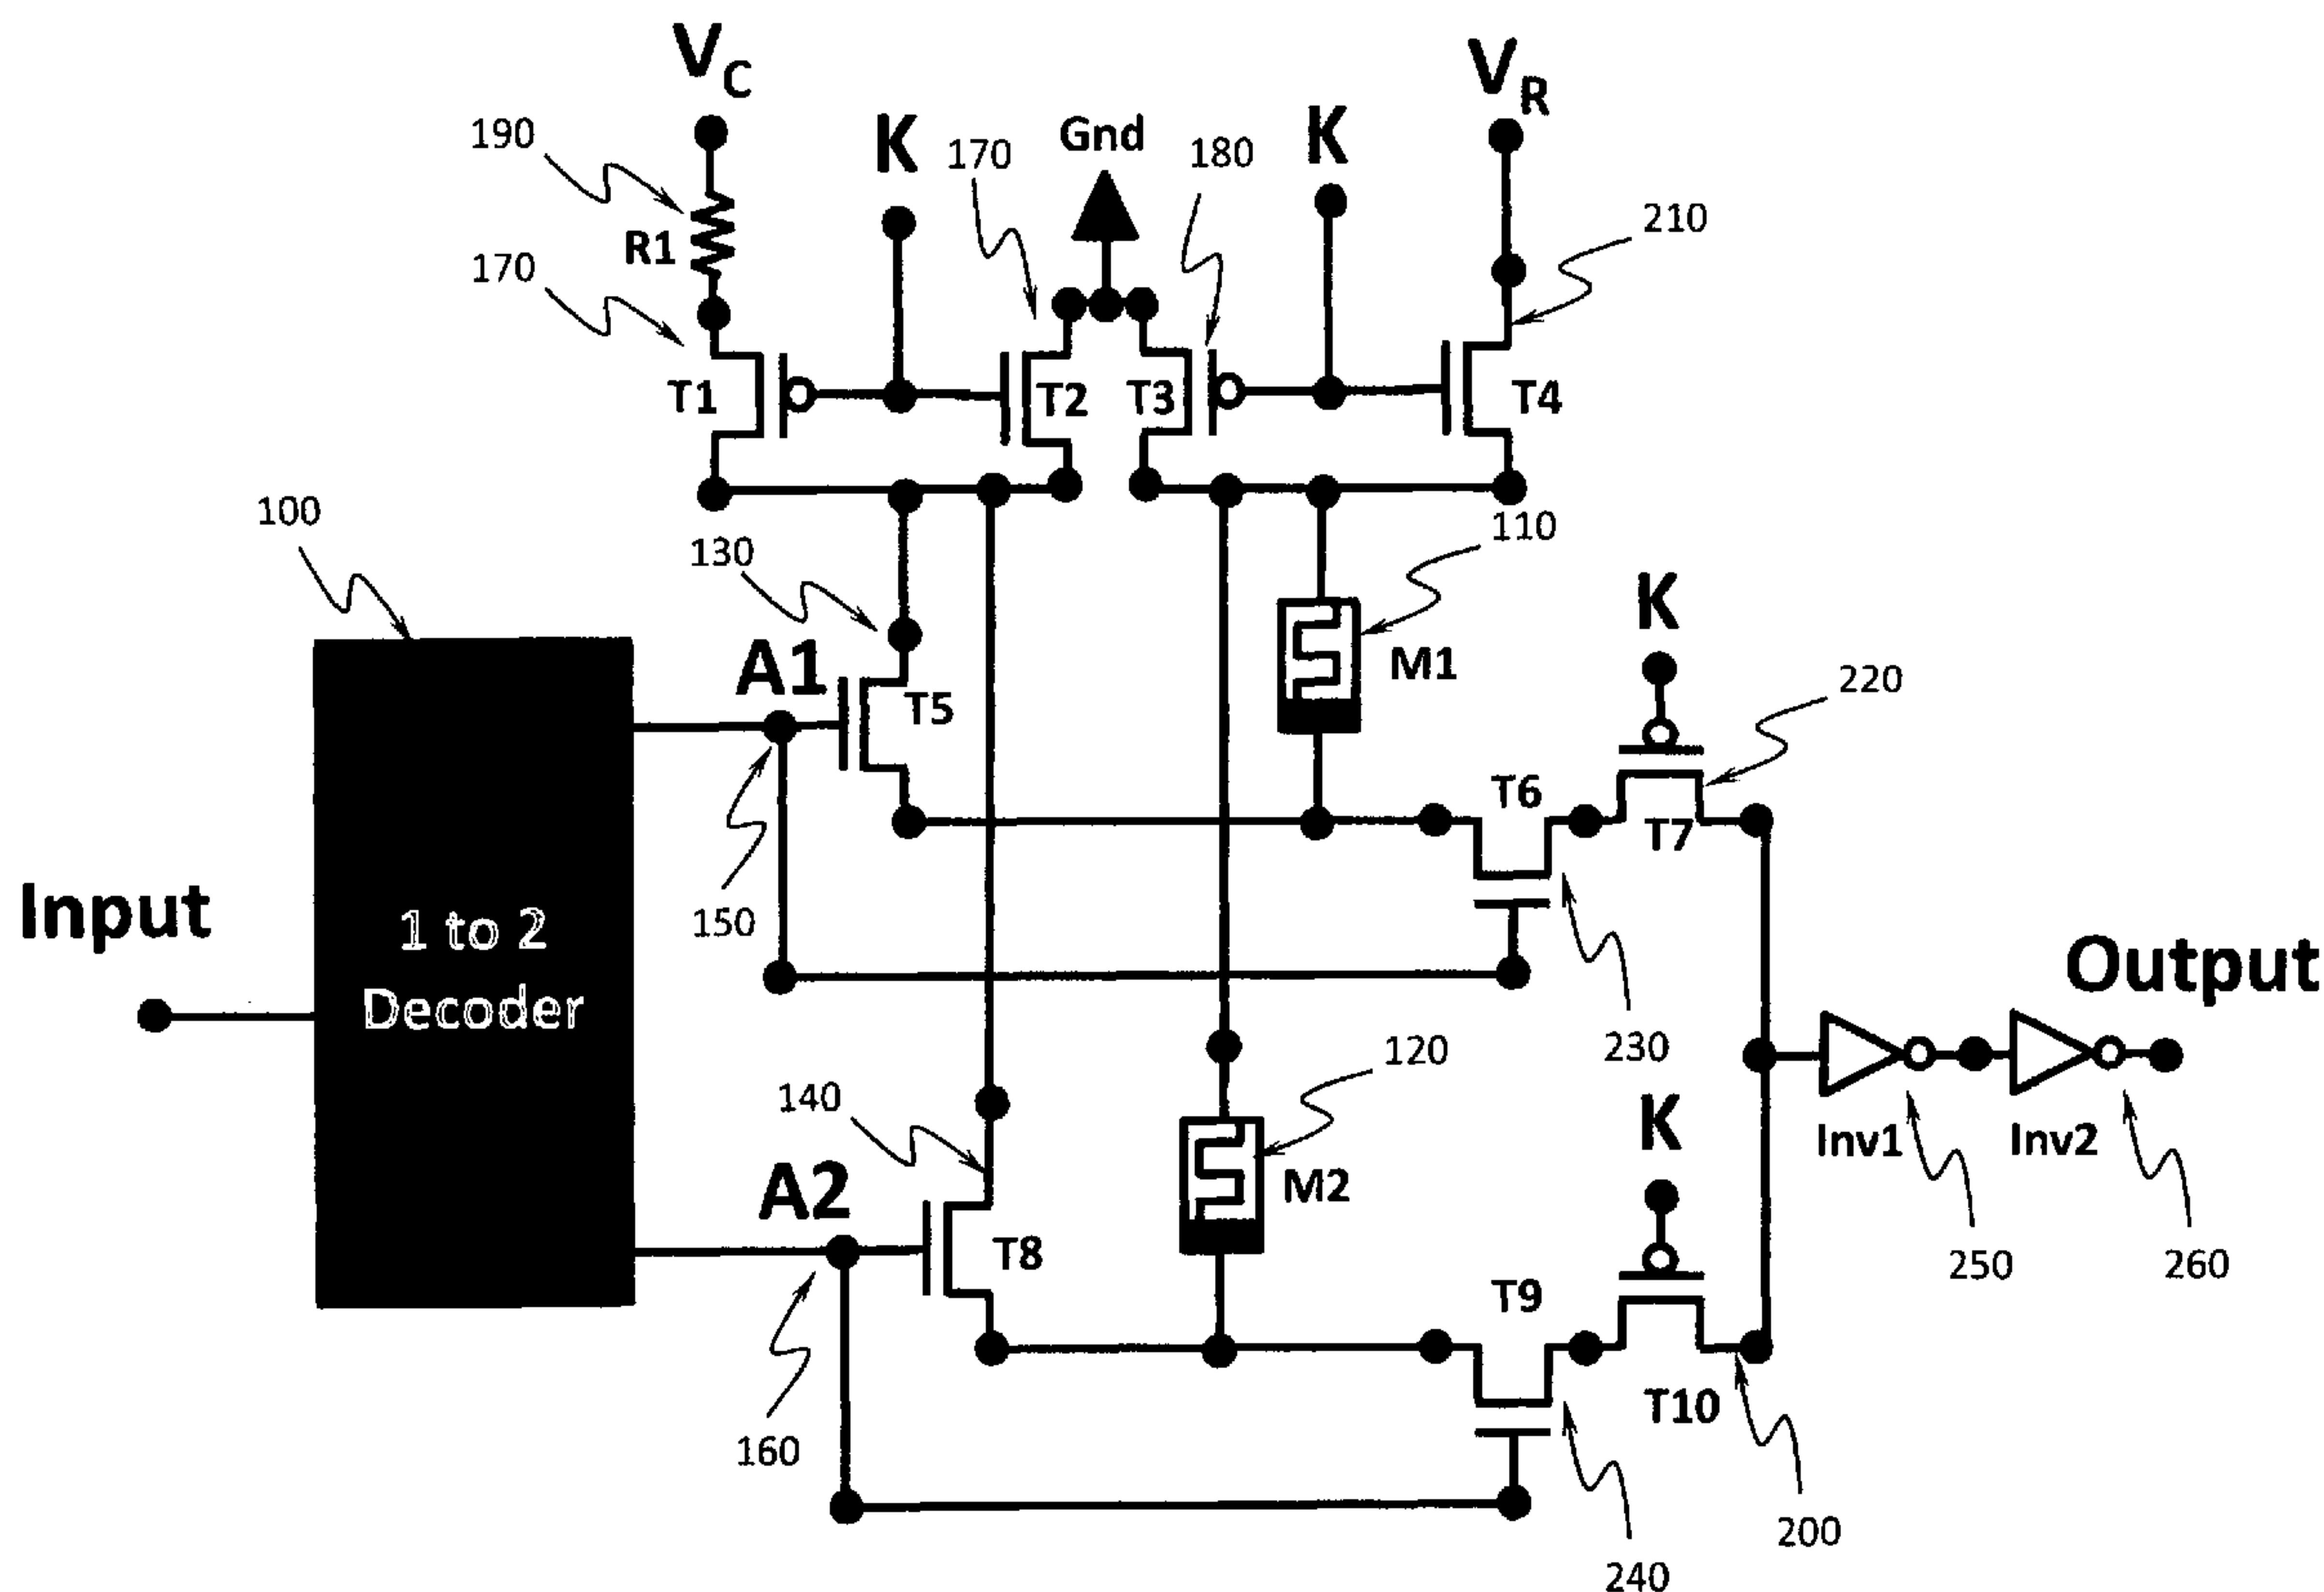 V_C
V_R
190
K
170
Gnd
180
K
210
R1
170
T1
T2
T3
T4
100
130
110
K
A1
M1
220
T5
T6
T7
Input
1 to 2
Decoder
150
Output
230
120
140
K
A2
M2
Inv1
Inv2
T8
250
260
T9
T10
160
200
240